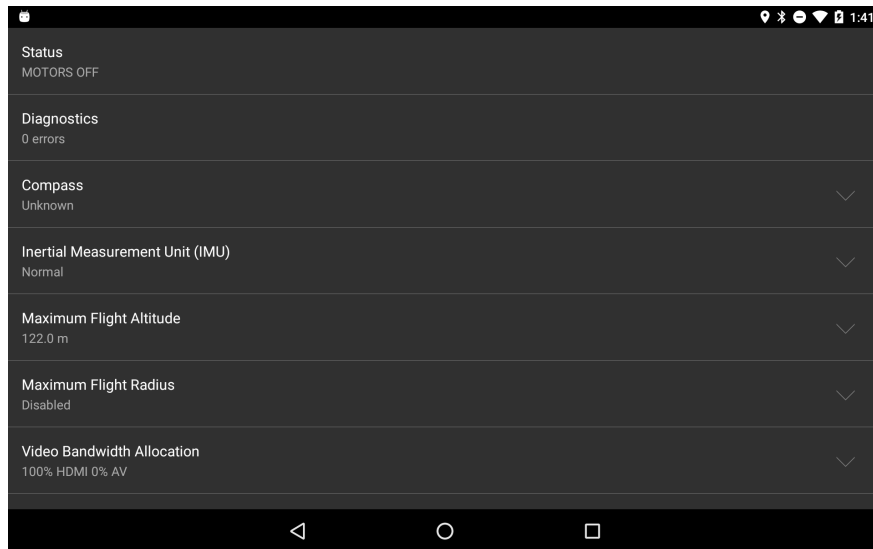 1:41
Status
MOTORS OFF
Diagnostics
0 errors
Compass
Unknown
Inertial Measurement Unit (IMU)
Normal
Maximum Flight Altitude
122.0 m
Maximum Flight Radius
Disabled
Video Bandwidth Allocation
100% HDMI 0% AV